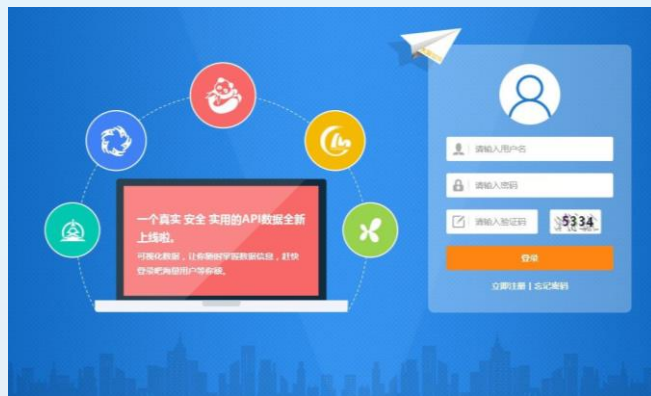 一个真实 安全 实用的API数据全新
上线啦。
可视化数据，让你随时掌握数据信息，赶快
登录吧海量用户等你额。
请输入用户名
请输入密码
请输入验证码
5334
登录
立即注册 | 忘记密码